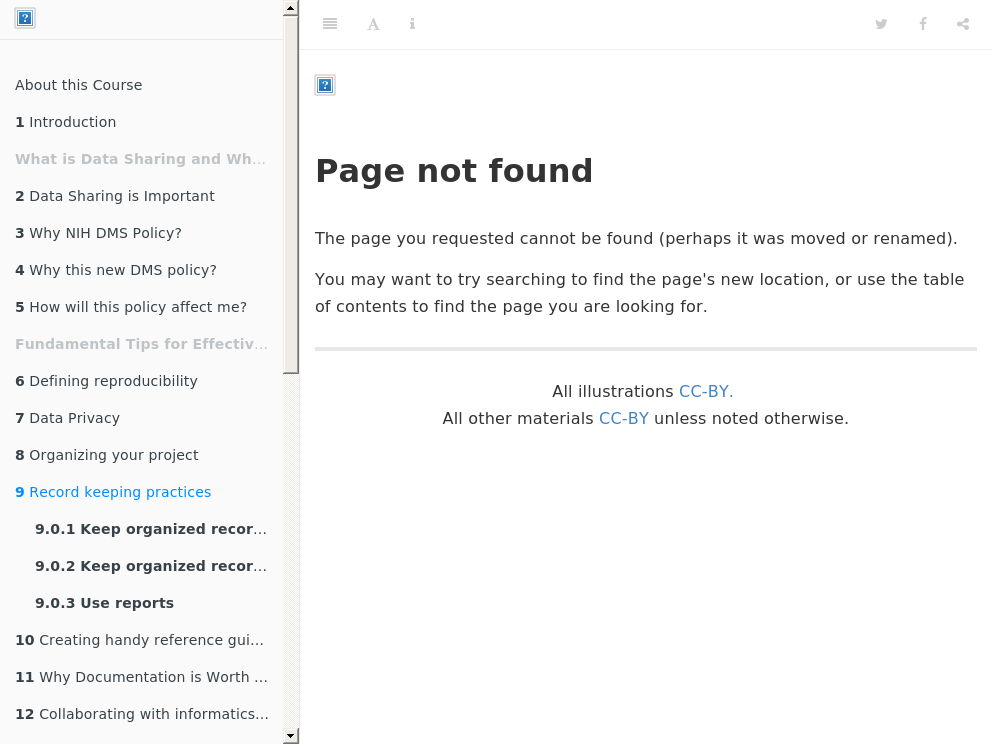 About this Course
1 Introduction
What is Data Sharing and Wh...
2 Data Sharing is Important
3 Why NIH DMS Policy?
4 Why this new DMS policy?
5 How will this policy affect me?
Fundamental Tips for Effectiv...
6 Defining reproducibility
7 Data Privacy
8 Organizing your project
9 Record keeping practices
9.0.1 Keep organized recor...
9.0.2 Keep organized recor...
9.0.3 Use reports
10 Creating handy reference gui...
11 Why Documentation is Worth ...
12 Collaborating with informatics...
Page not found
The page you requested cannot be found (perhaps it was moved or renamed).
You may want to try searching to find the page's new location, or use the table
of contents to find the page you are looking for.
All illustrations CC-BY.
All other materials CC-BY unless noted otherwise.